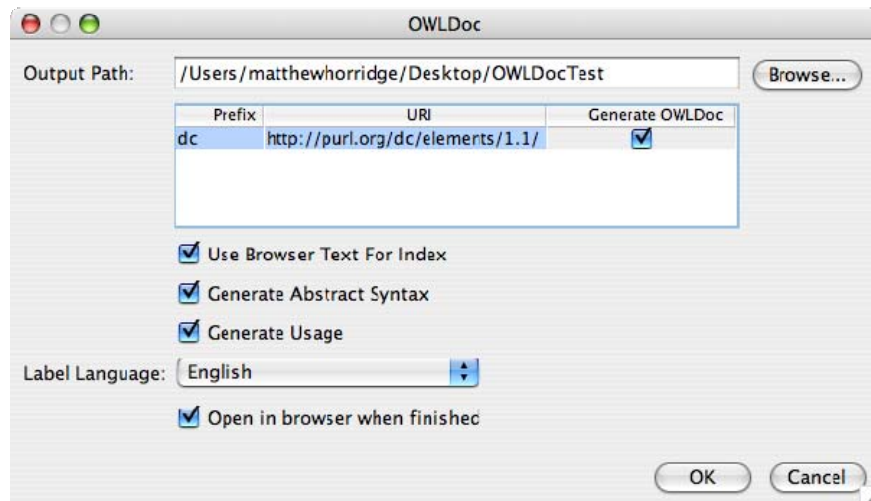 OWLDoc
Output Path: /Users/matthewhorridge/Desktop/OWLDocTest Browse...
Prefix URI Generate OWLDoc
dc http://purl.org/dc/elements/1.1/
Use Browser Text For Index
Generate Abstract Syntax
Generate Usage
Label Language: English
Open in browser when finished
OK Cancel